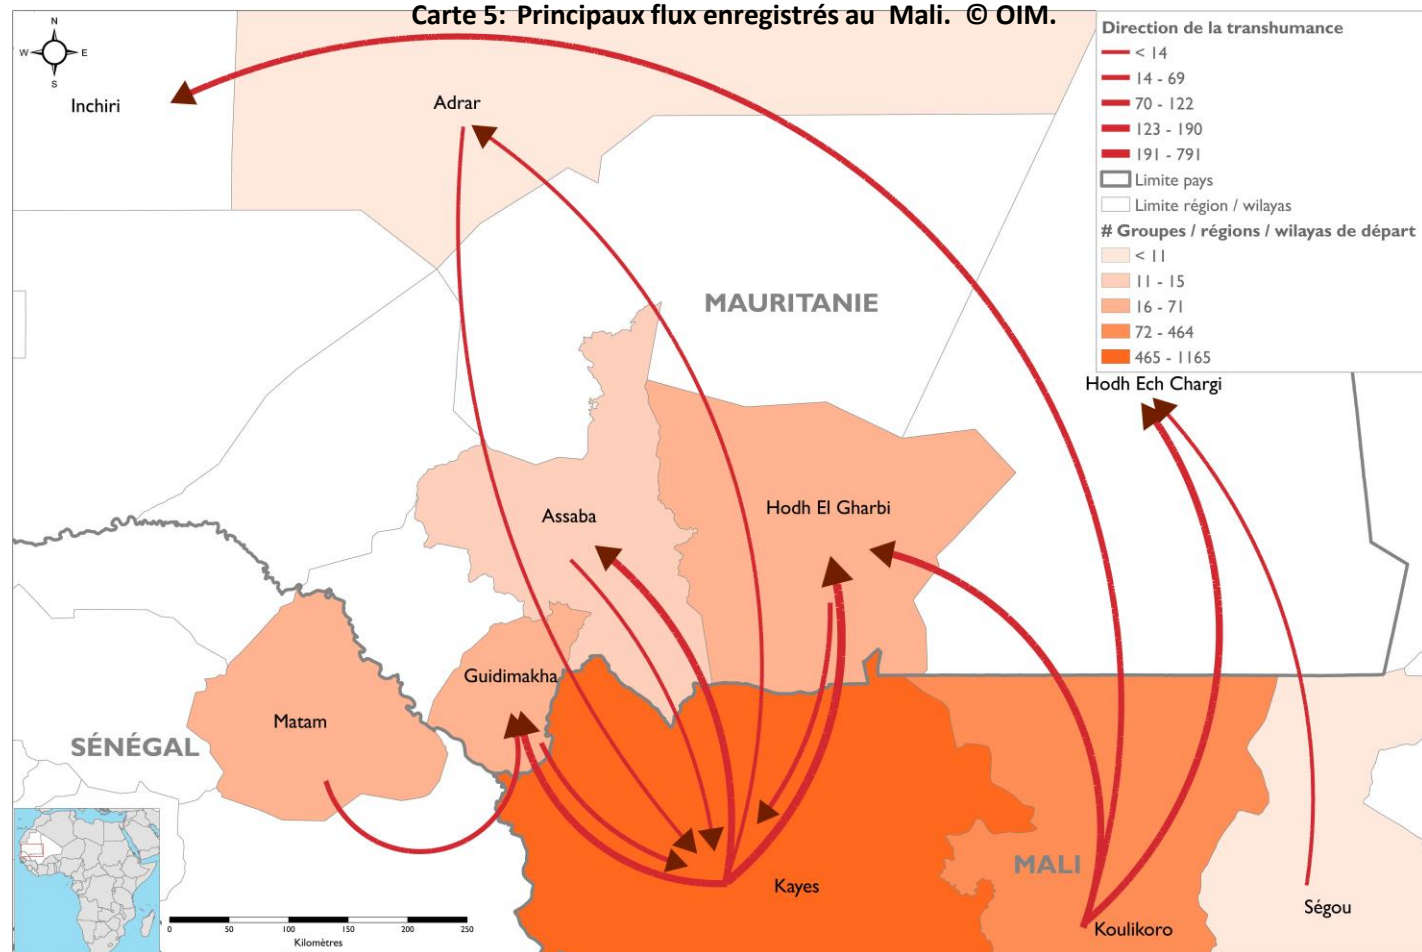 Carte 5: Principaux flux enregistrés au Mali. © OIM.
N
W
E
S
Inchiri
Adrar
Direction de la transhumance
< 14
14 - 69
70 - 122
123 - 190
191 - 791
Limite pays
Limite région / wilayas
# Groupes / régions / wilayas de départ
< 11
11 - 15
16 - 71
72 - 464
465 - 1165
MAURITANIE
Hodh Ech Chargi
Assaba
Hodh El Gharbi
Guidimakha
Matam
SÉNÉGAL
MALI
Kayes
Ségou
Koulikoro
0 50 100 150 200 250
Kilomètres